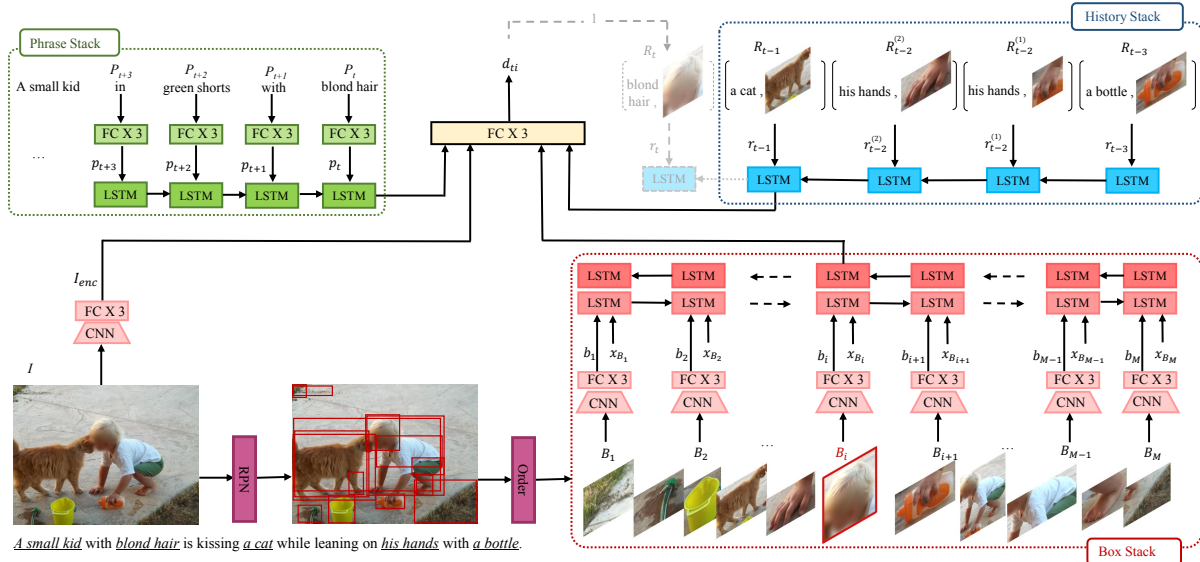 Phrase Stack
A small kid
P_{t+3}
in
P_{t+2}
green shorts
P_{t+1}
with
P_t
blond hair
FC X 3
FC X 3
FC X 3
FC X 3
...
p_{t+3}
p_{t+2}
p_{t+1}
p_t
LSTM
LSTM
LSTM
LSTM
d_{ti}
FC X 3
1
History Stack
R_t
R_{t-1}
R_{t-2}^{(2)}
R_{t-2}^{(1)}
R_{t-3}
blond
hair ,
a cat ,
his hands ,
his hands ,
a bottle ,
r_t
r_{t-1}
r_{t-2}^{(2)}
r_{t-2}^{(1)}
r_{t-3}
LSTM
LSTM
LSTM
LSTM
LSTM
I_{enc}
FC X 3
CNN
I
RPN
Order
LSTM
LSTM
LSTM
LSTM
LSTM
LSTM
LSTM
LSTM
LSTM
LSTM
LSTM
LSTM
b_1
x_{B_1}
b_2
x_{B_2}
b_i
x_{B_i}
b_{i+1}
x_{B_{i+1}}
b_{M-1}
x_{B_{M-1}}
b_M
x_{B_M}
FC X 3
FC X 3
FC X 3
FC X 3
FC X 3
FC X 3
CNN
CNN
CNN
CNN
CNN
CNN
B_1
B_2
...
B_i
B_{i+1}
...
B_{M-1}
B_M
A small kid with blond hair is kissing a cat while leaning on his hands with a bottle.
Box Stack